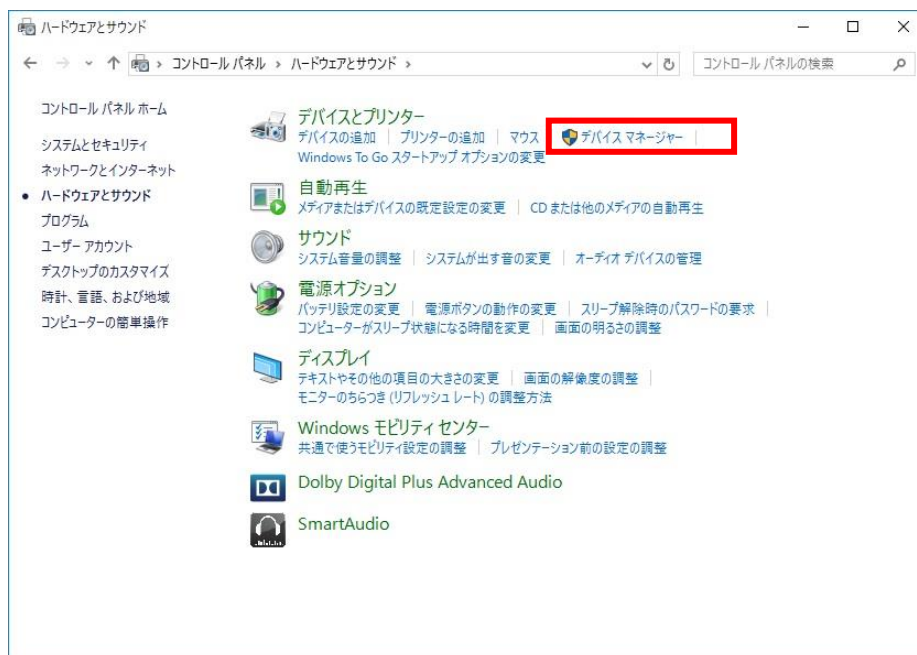 ハードウェアとサウンド
コントロール パネル › ハードウェアとサウンド ›
コントロール パネルの検索
コントロール パネル ホーム
システムとセキュリティ
ネットワークとインターネット
ハードウェアとサウンド
プログラム
ユーザー アカウント
デスクトップのカスタマイズ
時計、言語、および地域
コンピューターの簡単操作
デバイスとプリンター
デバイスの追加 | プリンターの追加 | マウス | デバイス マネージャー |
Windows To Go スタートアップ オプションの変更
自動再生
メディアまたはデバイスの既定設定の変更 | CD または他のメディアの自動再生
サウンド
システム音量の調整 | システムが出す音の変更 | オーディオ デバイスの管理
電源オプション
バッテリ設定の変更 | 電源ボタンの動作の変更 | スリープ解除時のパスワードの要求 |
コンピューターがスリープ状態になる時間を変更 | 画面の明るさの調整
ディスプレイ
テキストやその他の項目の大きさの変更 | 画面の解像度の調整 |
モニターのちらつき (リフレッシュ レート) の調整方法
Windows モビリティ センター
共通で使うモビリティ設定の調整 | プレゼンテーション前の設定の調整
Dolby Digital Plus Advanced Audio
SmartAudio